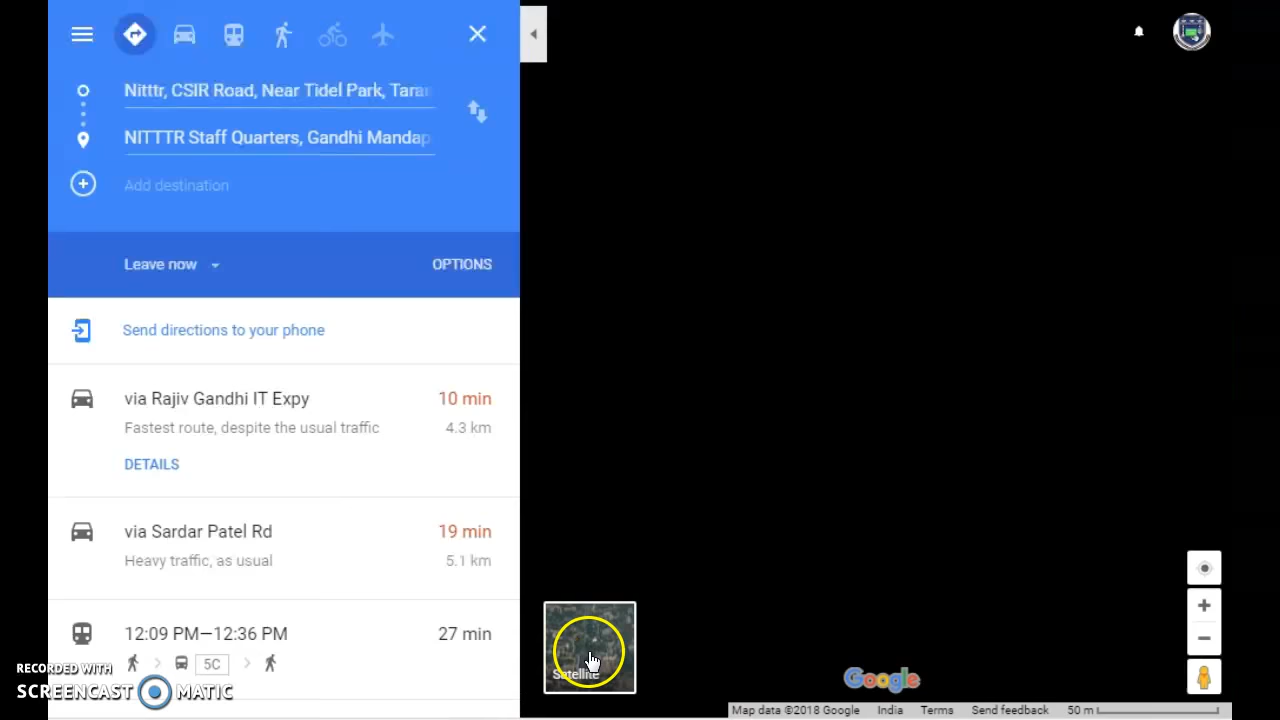 Nitttr, CSIR Road, Near Tidel Park, Tara
NITTTR Staff Quarters, Gandhi Mandap
Add destination
Leave now
OPTIONS
Send directions to your phone
via Rajiv Gandhi IT Expy
10 min
Fastest route, despite the usual traffic
4.3 km
DETAILS
via Sardar Patel Rd
19 min
Heavy traffic, as usual
5.1 km
12:09 PM—12:36 PM
27 min
5C
RECORDED WITH
SCREENCAST MATIC
Satellite
Google
Map data ©2018 Google India Terms Send feedback 50 m